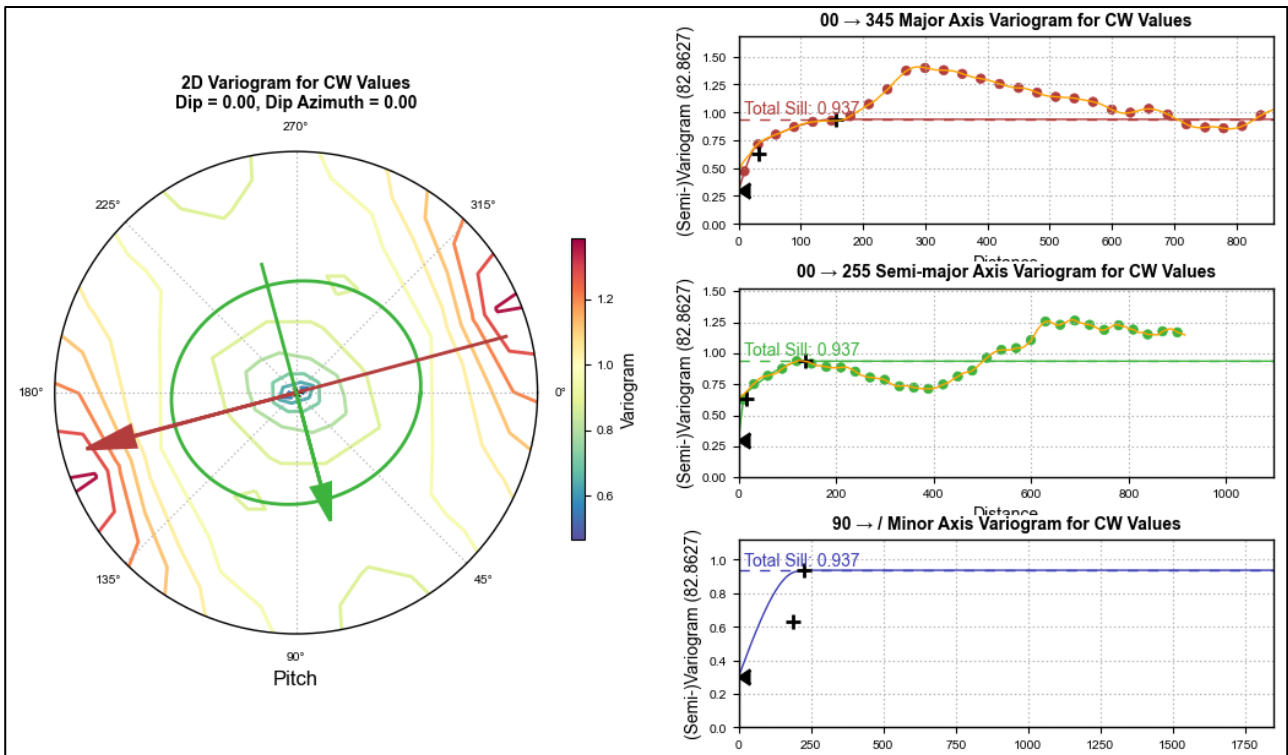 2D Variogram for CW Values
Dip = 0.00, Dip Azimuth = 0.00
270°
225°
315°
180°
0°
135°
45°
90°
Pitch
1.2
1.0
0.8
0.6
Variogram
00 → 345 Major Axis Variogram for CW Values
(Semi-)Variogram (82.8627)
1.50
1.25
1.00
0.75
0.50
0.25
0.00
Total Sill: 0.937
0 100 200 300 400 500 600 700 800
Distance
00 → 255 Semi-major Axis Variogram for CW Values
(Semi-)Variogram (82.8627)
1.50
1.25
1.00
0.75
0.50
0.25
0.00
Total Sill: 0.937
0 200 400 600 800 1000
Distance
90 → / Minor Axis Variogram for CW Values
(Semi-)Variogram (82.8627)
1.0
0.8
0.6
0.4
0.2
0.0
Total Sill: 0.937
0 250 500 750 1000 1250 1500 1750